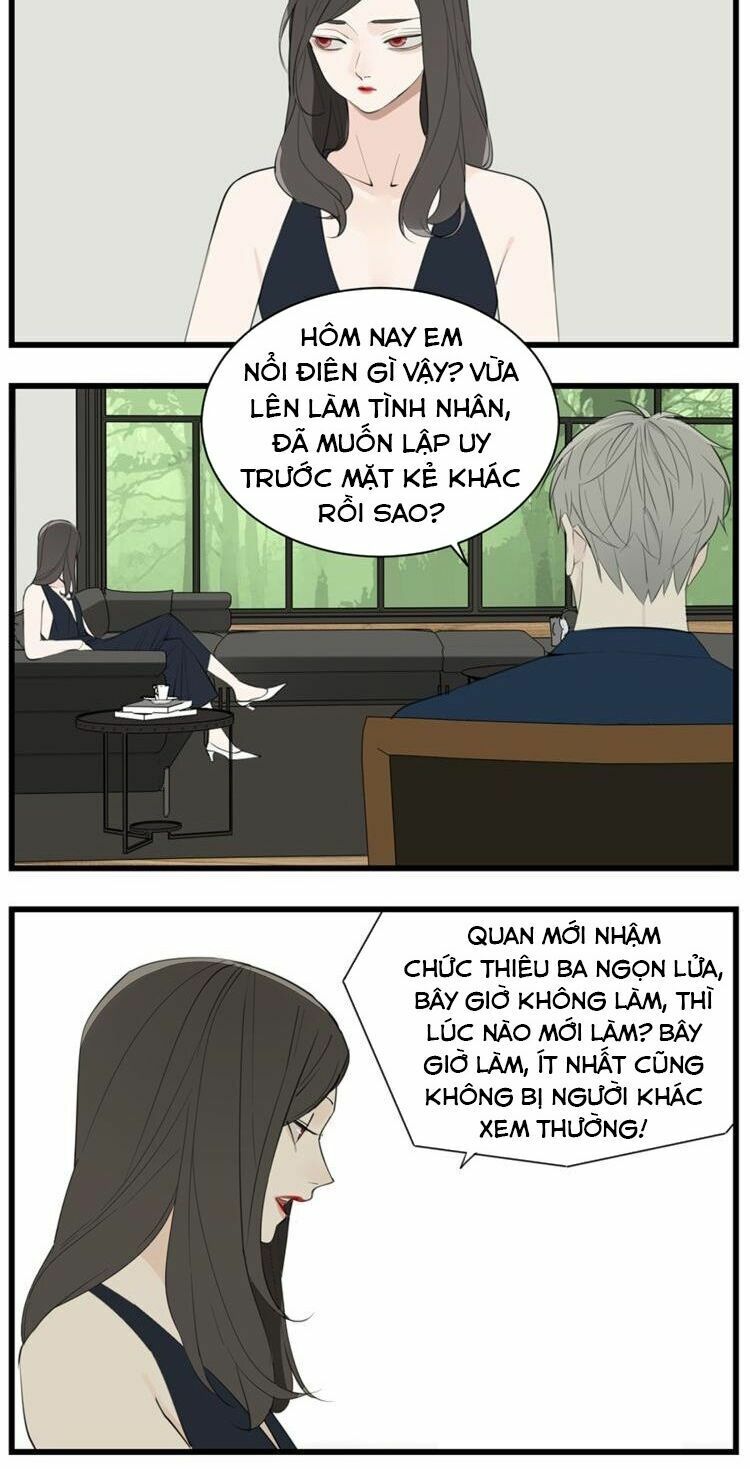 HÔM NAY EM
NỔI ĐIÊN GÌ VẬY? VỪA
LÊN LÀM TÌNH NHÂN,
ĐÃ MUỐN LẬP UY
TRƯỚC MẶT KẺ KHÁC
RỒI SAO?
QUAN MỚI NHẬM
CHỨC THIÊU BA NGỌN LỬA,
BÂY GIỜ KHÔNG LÀM, THÌ
LÚC NÀO MỚI LÀM? BÂY
GIỜ LÀM, ÍT NHẤT CŨNG
KHÔNG BỊ NGƯỜI KHÁC
XEM THƯỜNG!